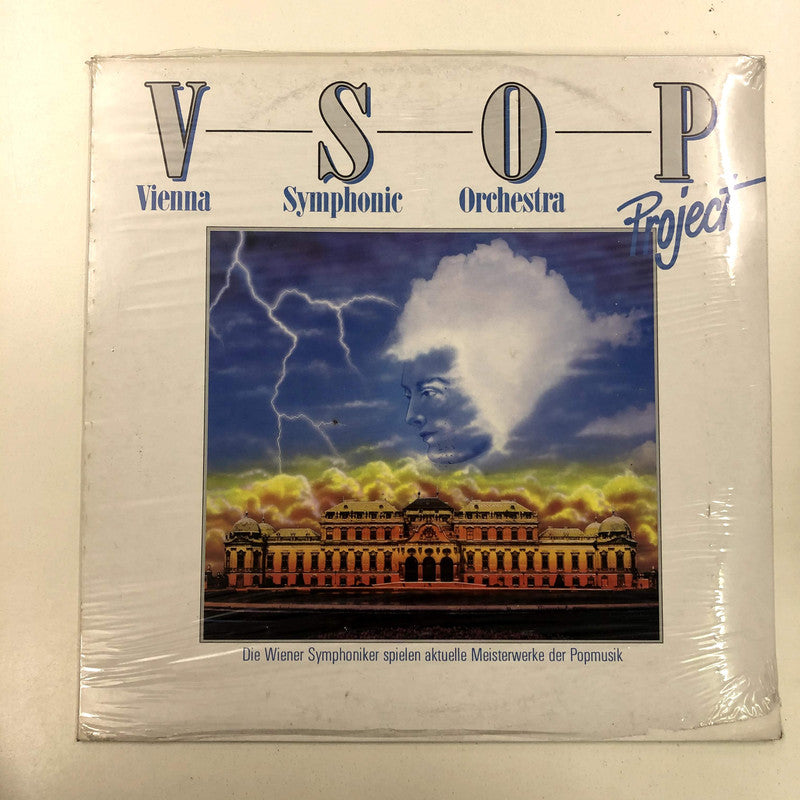 V S O P
Vienna Symphonic Orchestra Project
Die Wiener Symphoniker spielen aktuelle Meisterwerke der Popmusik